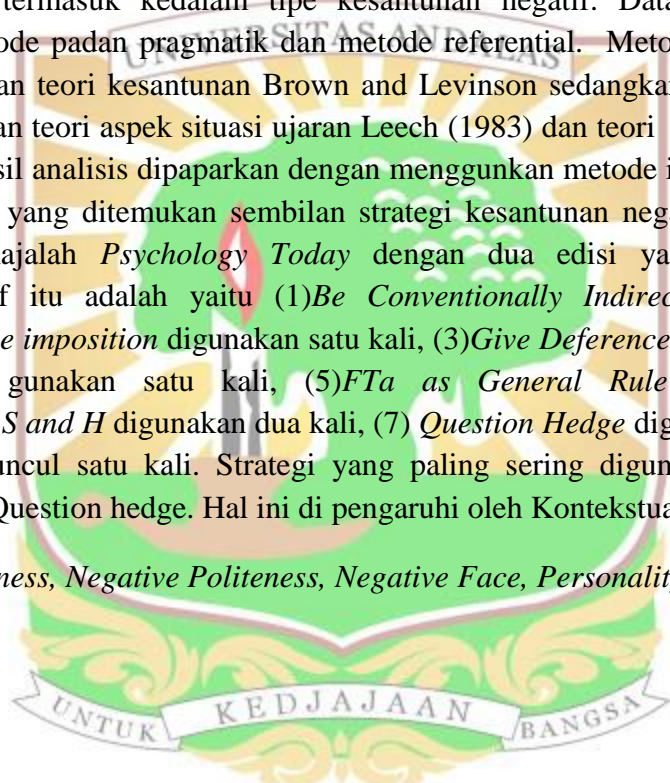 termasuk kedalam tipe kesantunan negatif. Data
ode padan pragmatik dan metode referential. Meto
UNIVERSITAS ANDALAS
an teori kesantunan Brown and Levinson sedangkan
an teori aspek situasi ujaran Leech (1983) dan teori
sil analisis dipaparkan dengan menggunkan metode i
yang ditemukan sembilan strategi kesantunan neg
ajalah Psychology Today dengan dua edisi ya
f itu adalah yaitu (1)Be Conventionally Indirec
e imposition digunakan satu kali, (3)Give Deference
gunakan satu kali, (5)FTa as General Rule
S and H digunakan dua kali, (7) Question Hedge dig
uncul satu kali. Strategi yang paling sering digun
Question hedge. Hal ini di pengaruhi oleh Kontekstua
ness, Negative Politeness, Negative Face, Personality
UNTUK KEDJAJAAN BANGSA